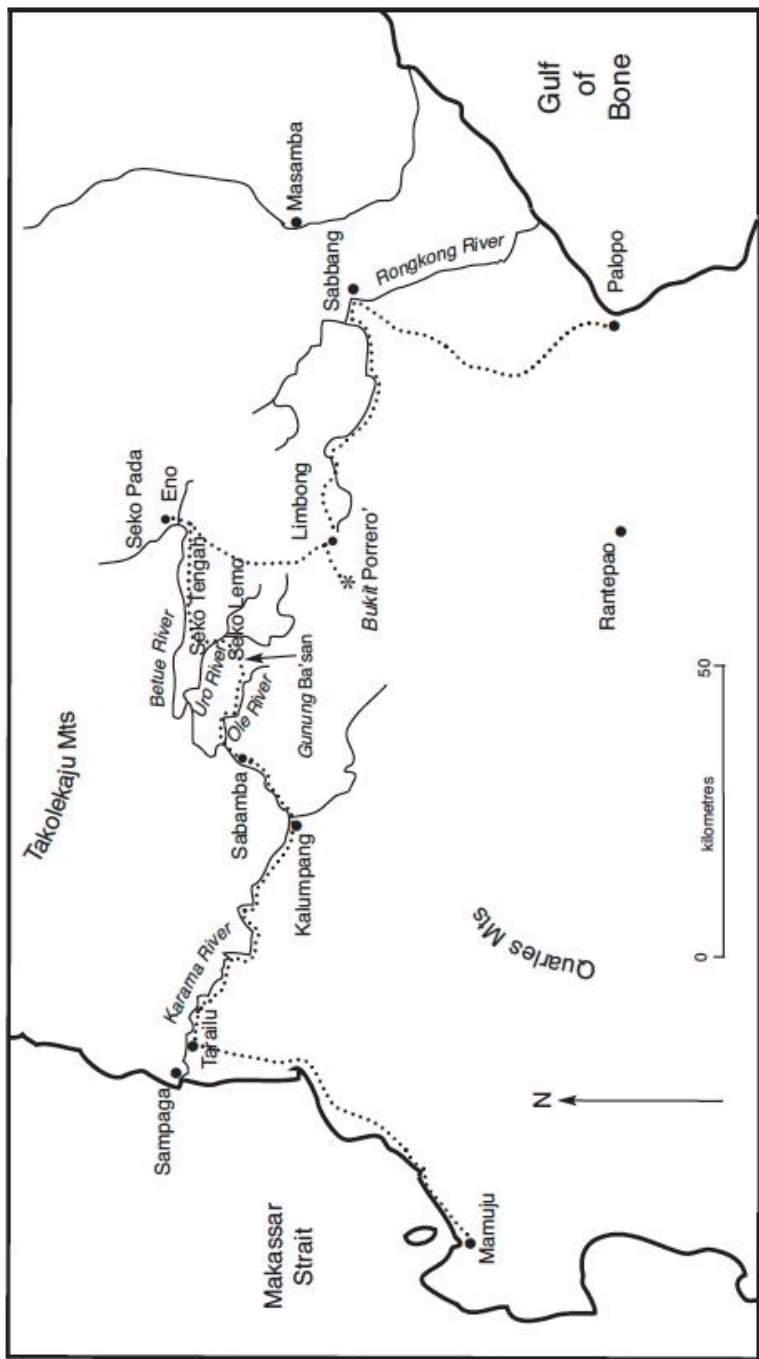 Takolekaju Mts
Seko Pada
Eno
Masamba
Betue River
Seko Tengah
Uro River
Seko Lemo
Ole River
Gunung Ba'san
Sabamba
Kalumpang
Karama River
Sampaga
Tarailu
Limbong
Bukit Porrero'
Sabbang
Rongkong River
Gulf
of
Bone
Palopo
Rantepao
Makassar
Strait
Mamuju
Quarles Mts
N
0
50
kilometres